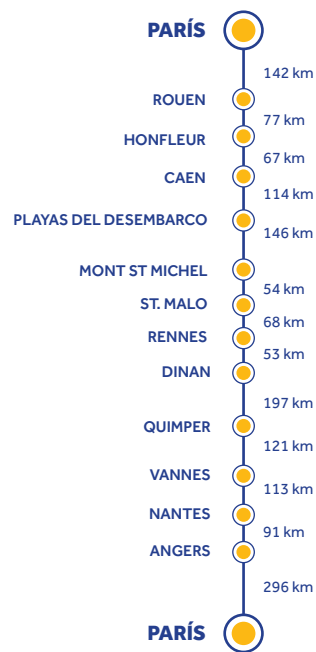 PARÍS
142 km
ROUEN
77 km
HONFLEUR
67 km
CAEN
114 km
PLAYAS DEL DESEMBARCO
146 km
MONT ST MICHEL
54 km
ST. MALO
68 km
RENNES
53 km
DINAN
197 km
QUIMPER
121 km
VANNES
113 km
NANTES
91 km
ANGERS
296 km
PARÍS